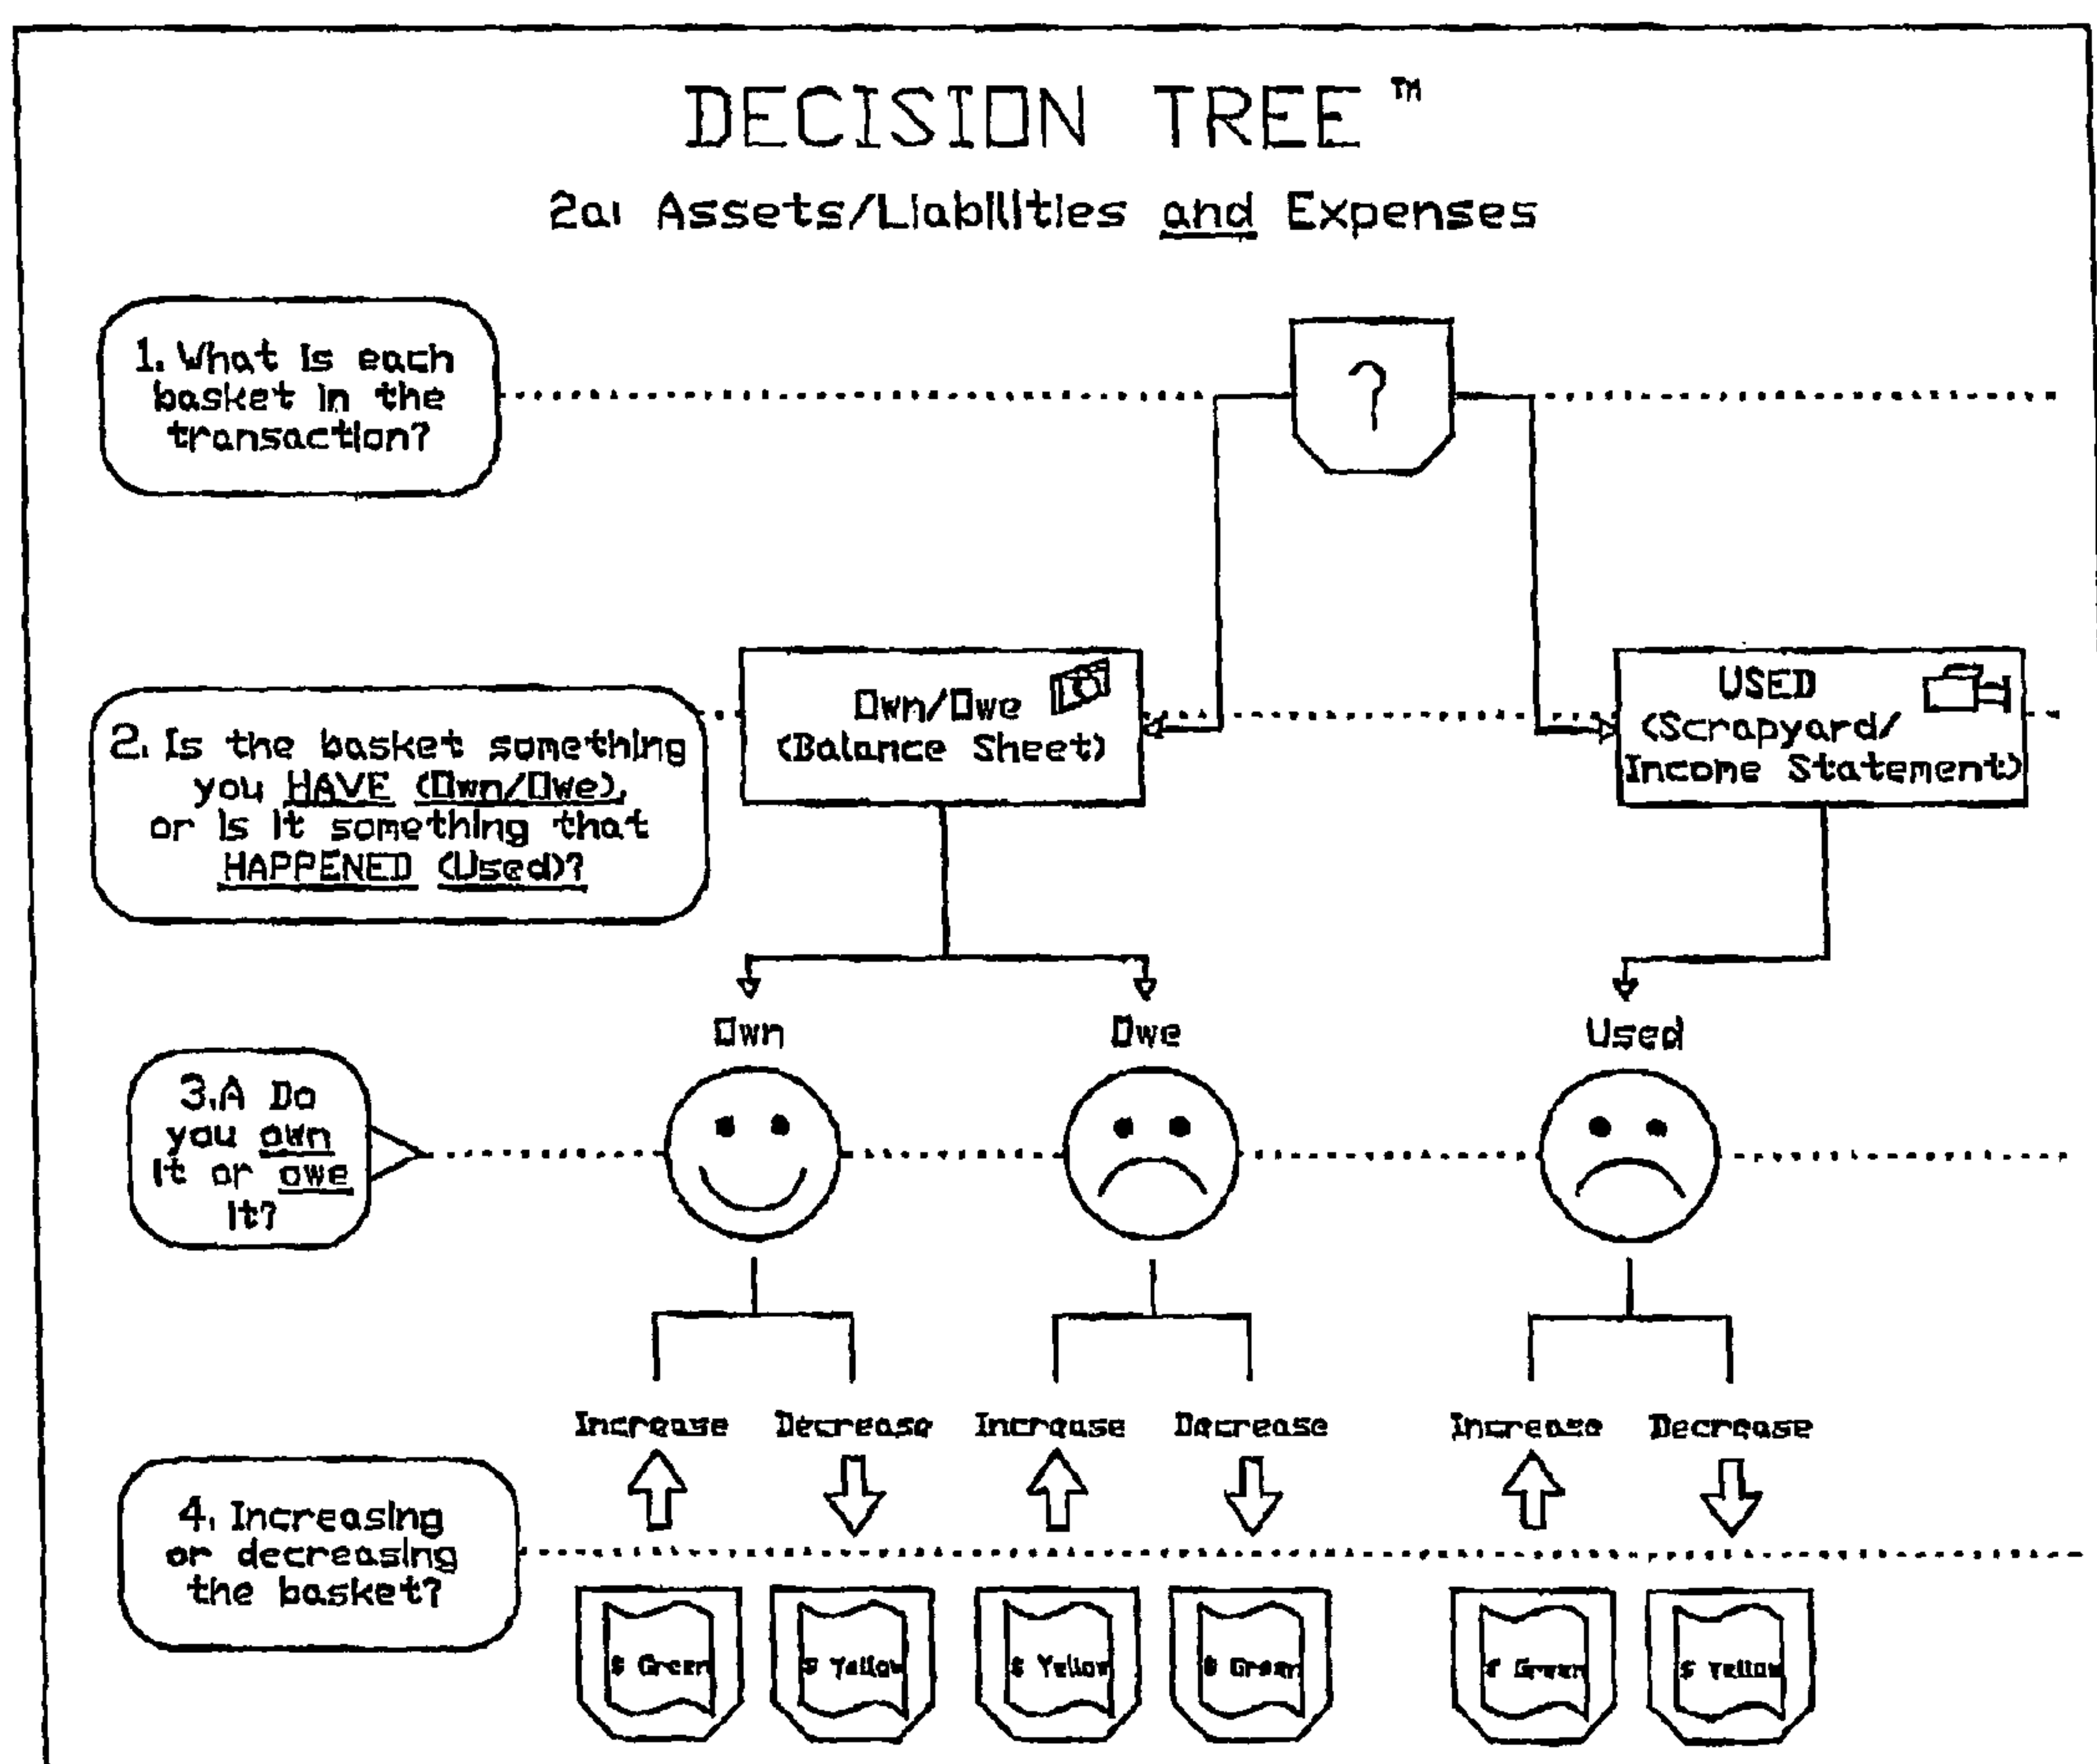 DECISION TREE™
2a: Assets/Liabilities and Expenses
1. What is each
basket in the
transaction?
?
Own/Owe
(Balance Sheet)
USED
(Scrapyard/
Income Statement)
2. Is the basket something
you HAVE (Own/Owe),
or is it something that
HAPPENED (Used)?
Own
Owe
Used
3.A Do
you own
it or owe
it?
Increase
Decrease
Increase
Decrease
Increase
Decrease
4. Increasing
or decreasing
the basket?
$ Green
$ Yellow
$ Yellow
$ Green
$ Green
$ Yellow